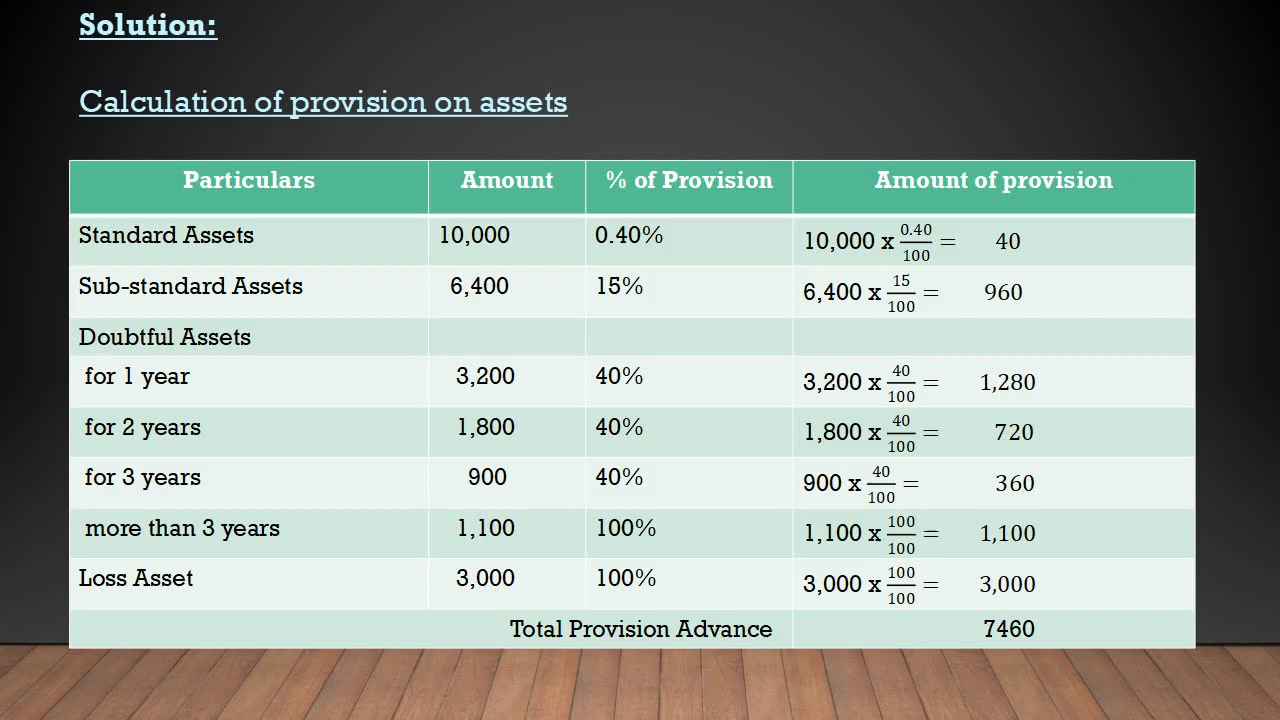 Solution:
Calculation of provision on assets
Particulars Amount % of Provision Amount of provision
Standard Assets 10,000 0.40% 10,000 x 0.40/100 = 40
Sub-standard Assets 6,400 15% 6,400 x 15/100 = 960
Doubtful Assets
for 1 year 3,200 40% 3,200 x 40/100 = 1,280
for 2 years 1,800 40% 1,800 x 40/100 = 720
for 3 years 900 40% 900 x 40/100 = 360
more than 3 years 1,100 100% 1,100 x 100/100 = 1,100
Loss Asset 3,000 100% 3,000 x 100/100 = 3,000
Total Provision Advance 7460